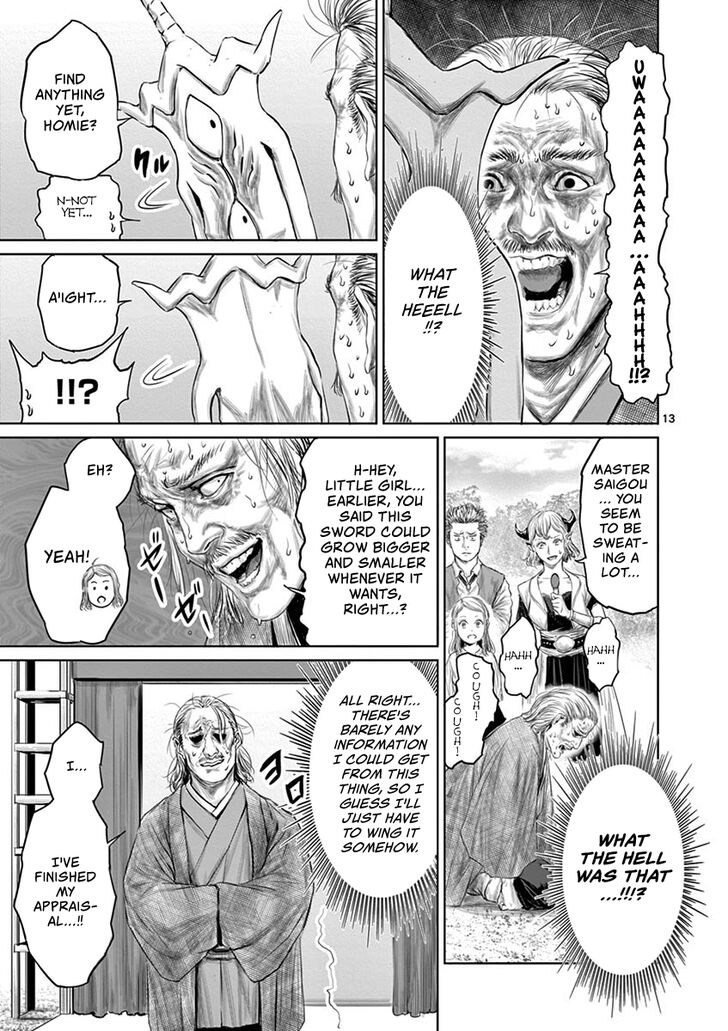 UWAAAAAAAAAA...AAAHHHH!!?
WHAT
THE
HEEELL
!!?
FIND
ANYTHING
YET,
HOMIE?
クル
N-NOT
YET...
A'IGHT...
!!?
13
MASTER
SAIGOU
... YOU
SEEM
TO BE
SWEAT-
ING A
LOT...
HAHH
...
HAHH
...
COUGH!
COUGH!
WHAT
THE HELL
WAS THAT
....!!!?
H-HEY,
LITTLE GIRL...
EARLIER, YOU
SAID THIS
SWORD COULD
GROW BIGGER
AND SMALLER
WHENEVER IT
WANTS,
RIGHT...?
ゼー
ゼー
EH?
YEAH!
ALL RIGHT...
THERE'S
BARELY ANY
INFORMATION
I COULD GET
FROM THIS
THING, SO I
GUESS I'LL
JUST HAVE
TO WING IT
SOMEHOW.
I...
I'VE
FINISHED
MY
APPRAIS-
AL...!!